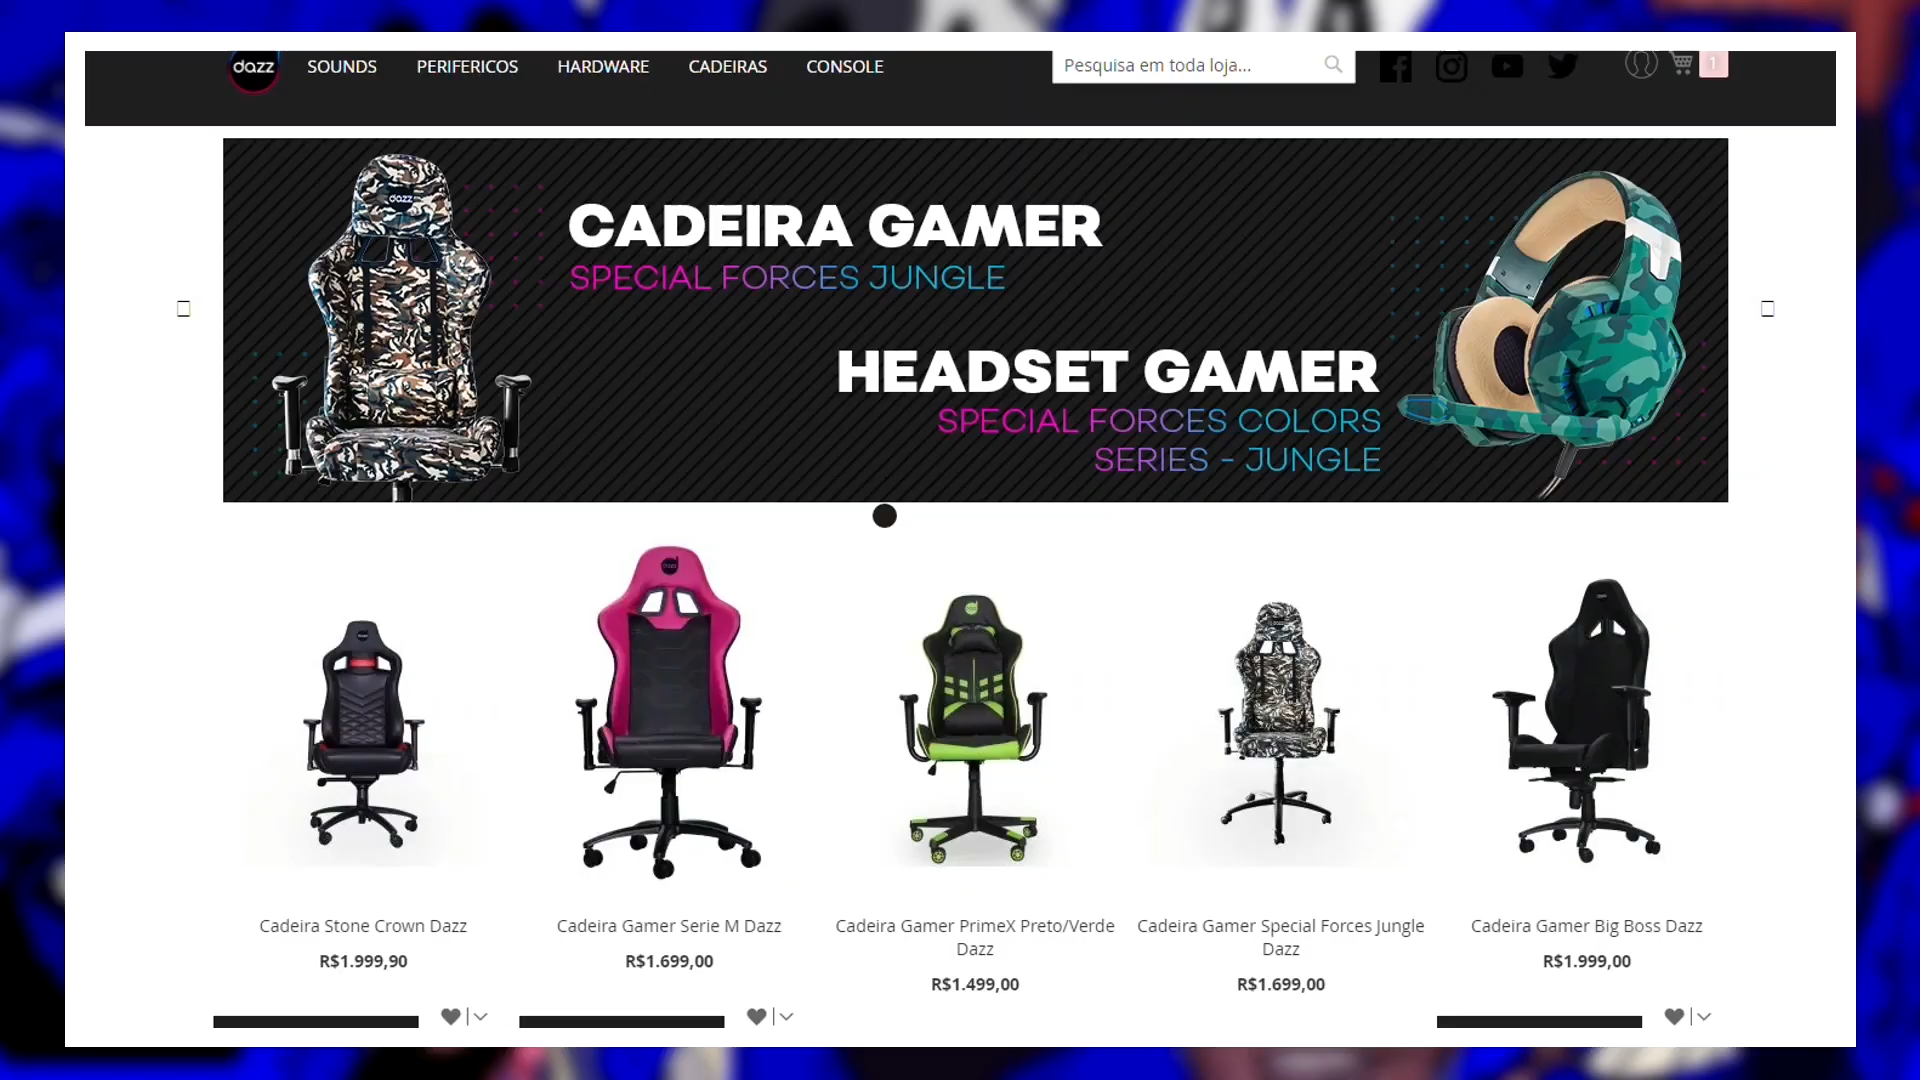 dazz SOUNDS PERIFERICOS HARDWARE CADEIRAS CONSOLE Pesquisa em toda loja... 1
dazz
CADEIRA GAMER
SPECIAL FORCES JUNGLE
HEADSET GAMER
SPECIAL FORCES COLORS
SERIES - JUNGLE
Cadeira Stone Crown Dazz
R$1.999,90
Cadeira Gamer Serie M Dazz
R$1.699,00
Cadeira Gamer PrimeX Preto/Verde
Dazz
R$1.499,00
Cadeira Gamer Special Forces Jungle
Dazz
R$1.699,00
Cadeira Gamer Big Boss Dazz
R$1.999,00